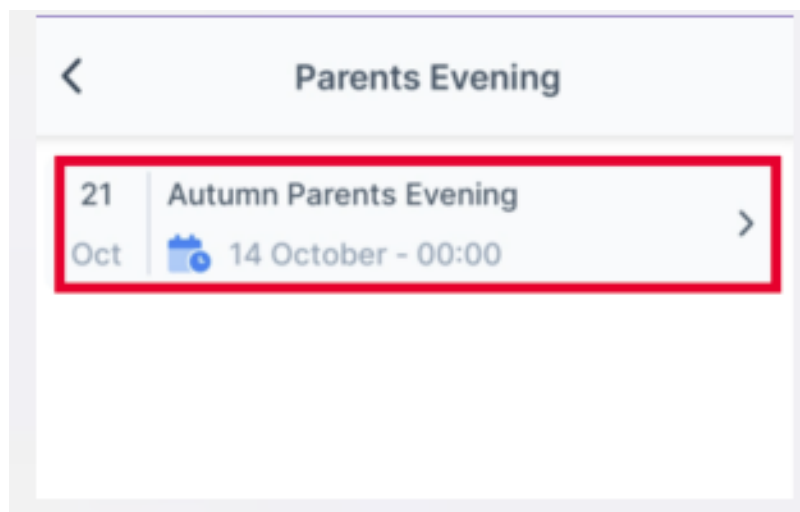 Parents Evening
21
Autumn Parents Evening
Oct
14 October - 00:00